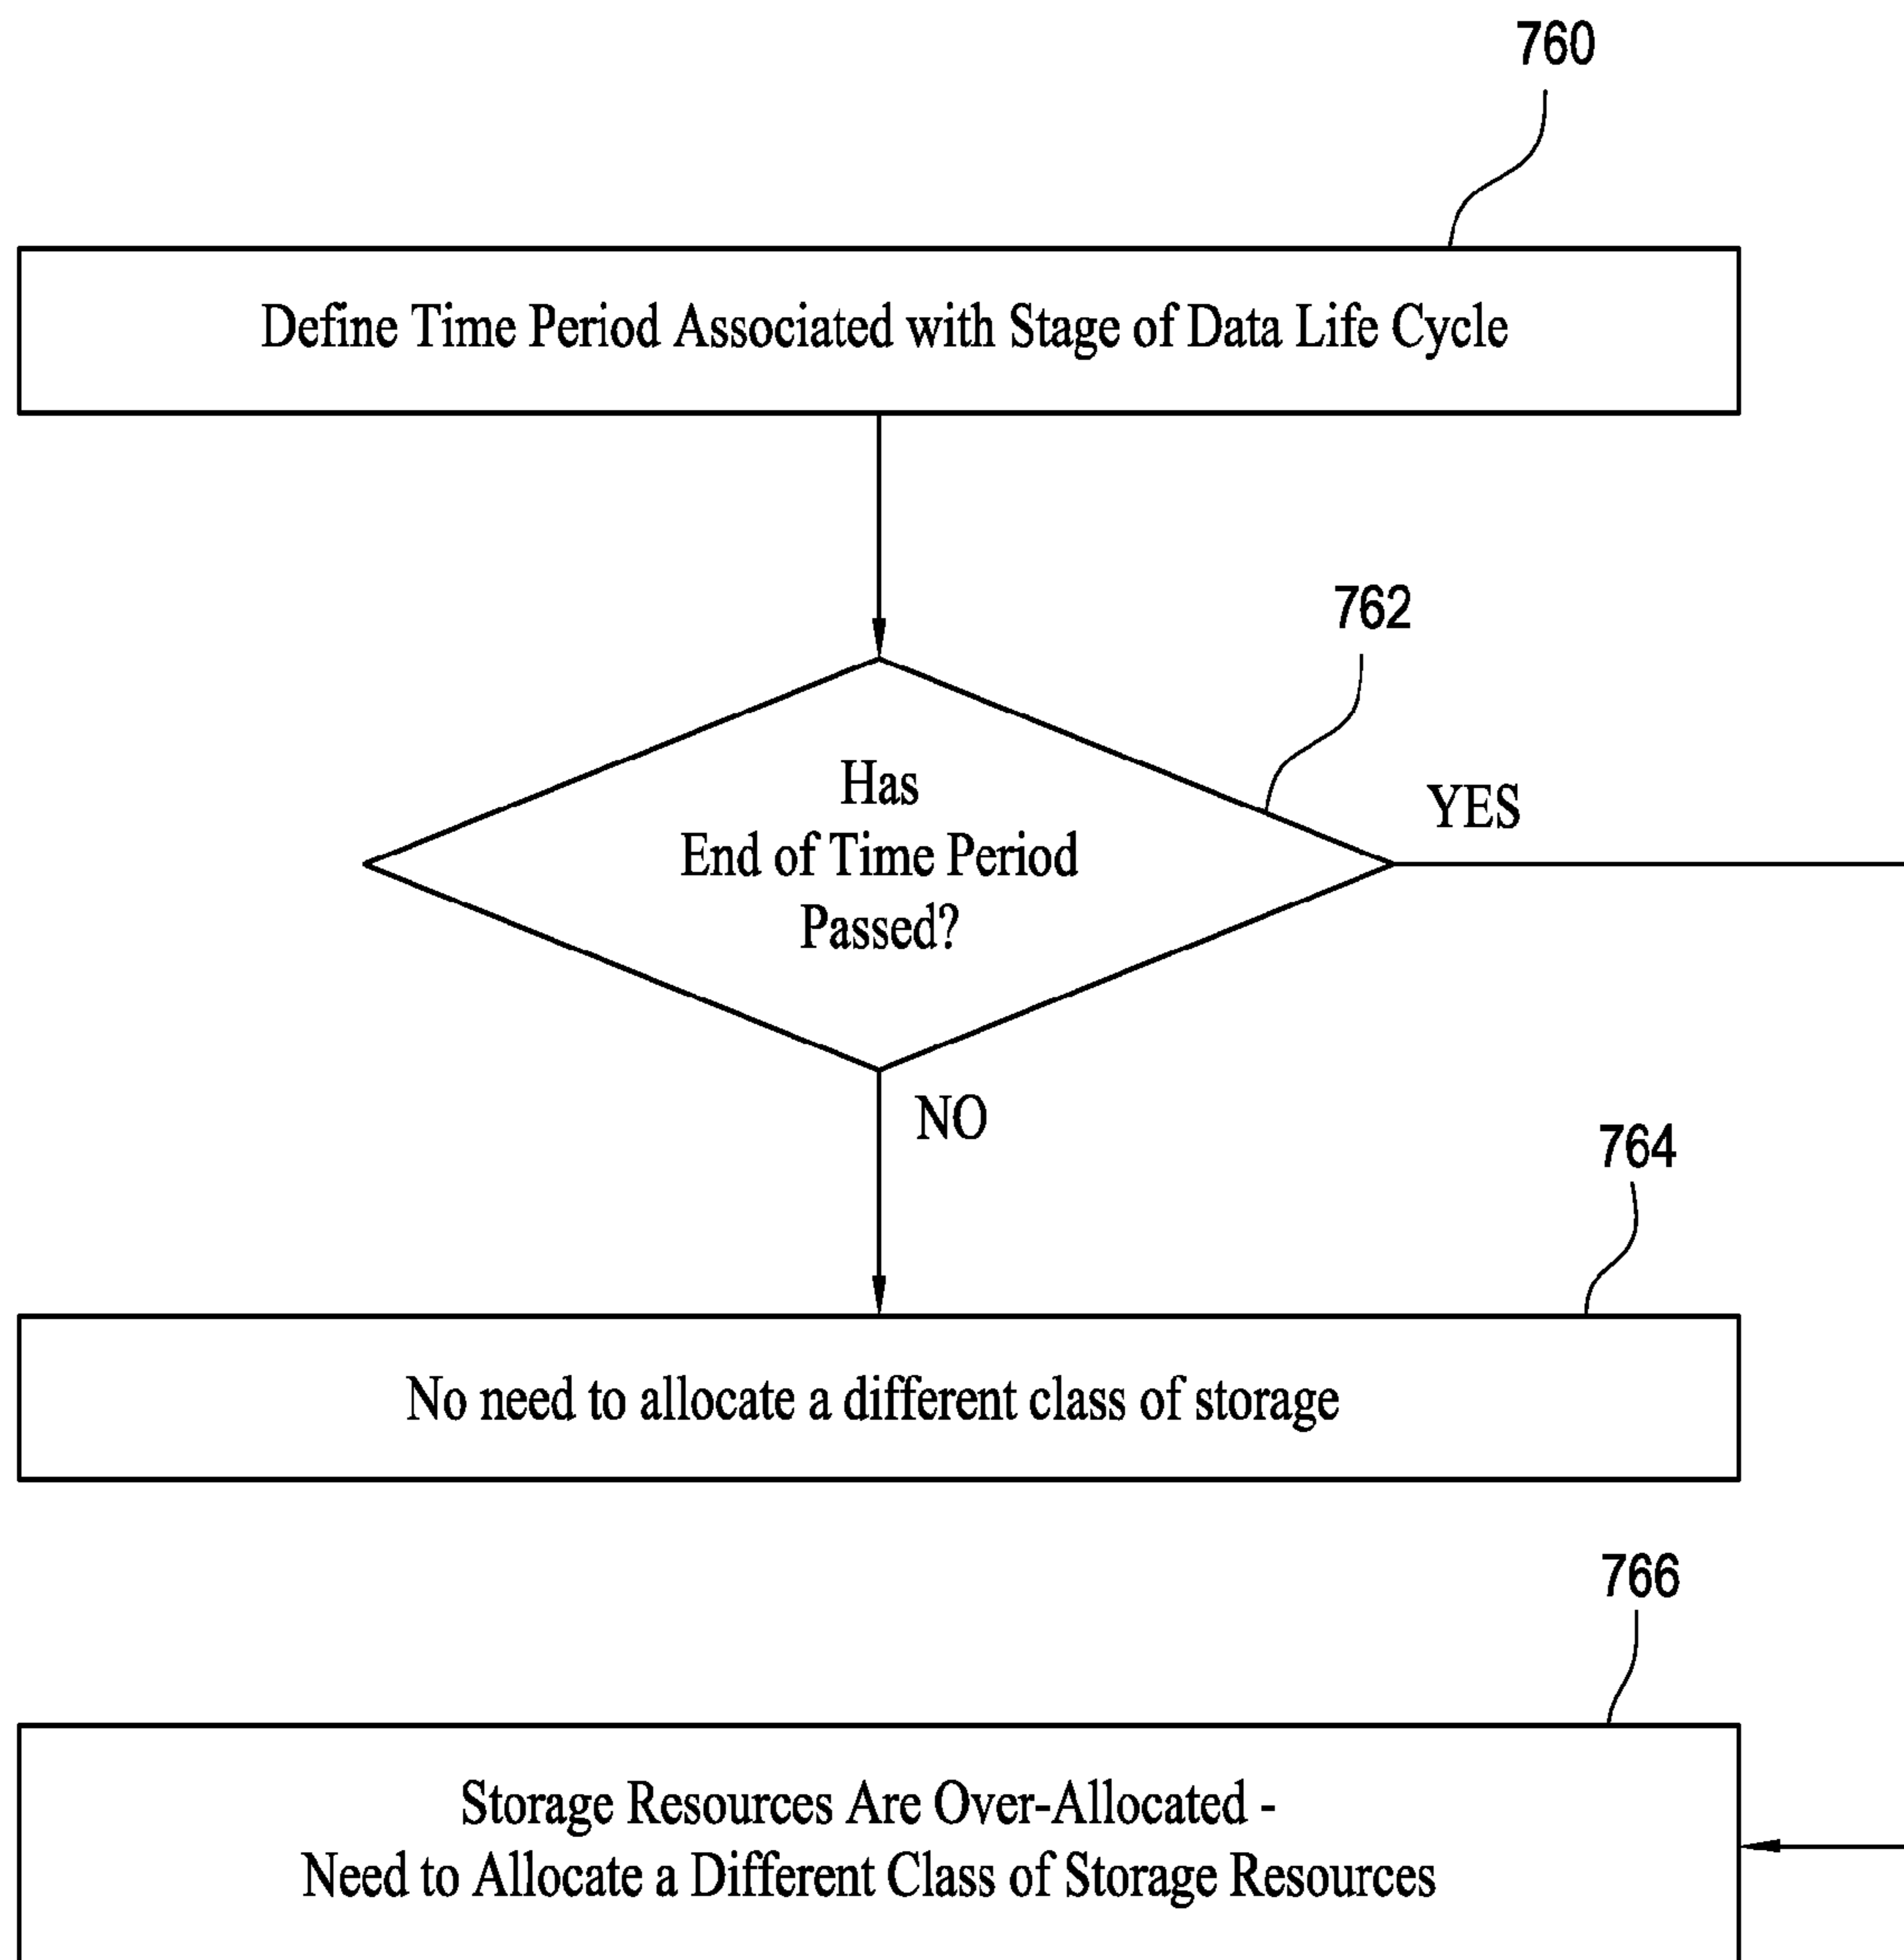 760
Define Time Period Associated with Stage of Data Life Cycle
762
Has
End of Time Period
Passed?
YES
NO
764
No need to allocate a different class of storage
766
Storage Resources Are Over-Allocated -
Need to Allocate a Different Class of Storage Resources